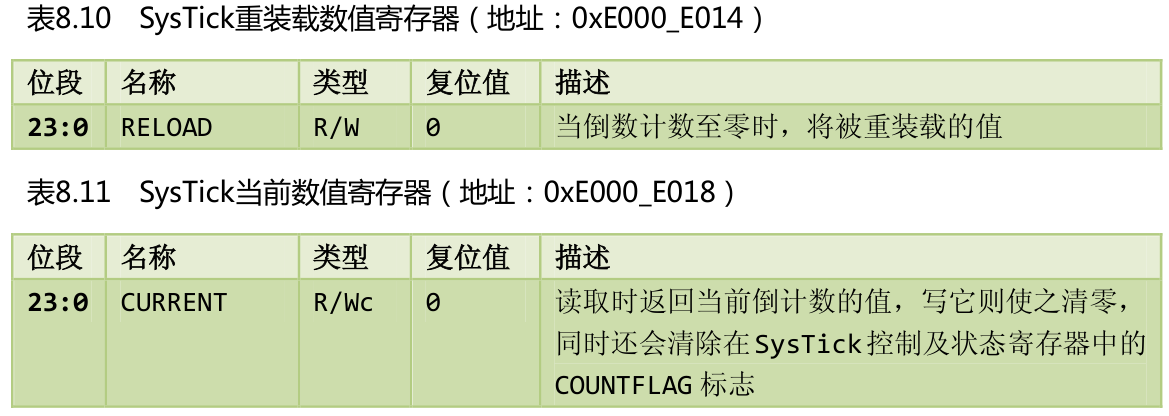 表8.10 SysTick重装载数值寄存器（地址：0xE000_E014）
位段 名称 类型 复位值 描述
23:0 RELOAD R/W 0 当倒数计数至零时，将被重装载的值
表8.11 SysTick当前数值寄存器（地址：0xE000_E018）
位段 名称 类型 复位值 描述
23:0 CURRENT R/Wc 0 读取时返回当前倒计数的值，写它则使之清零，
同时还会清除在SysTick控制及状态寄存器中的
COUNTFLAG 标志